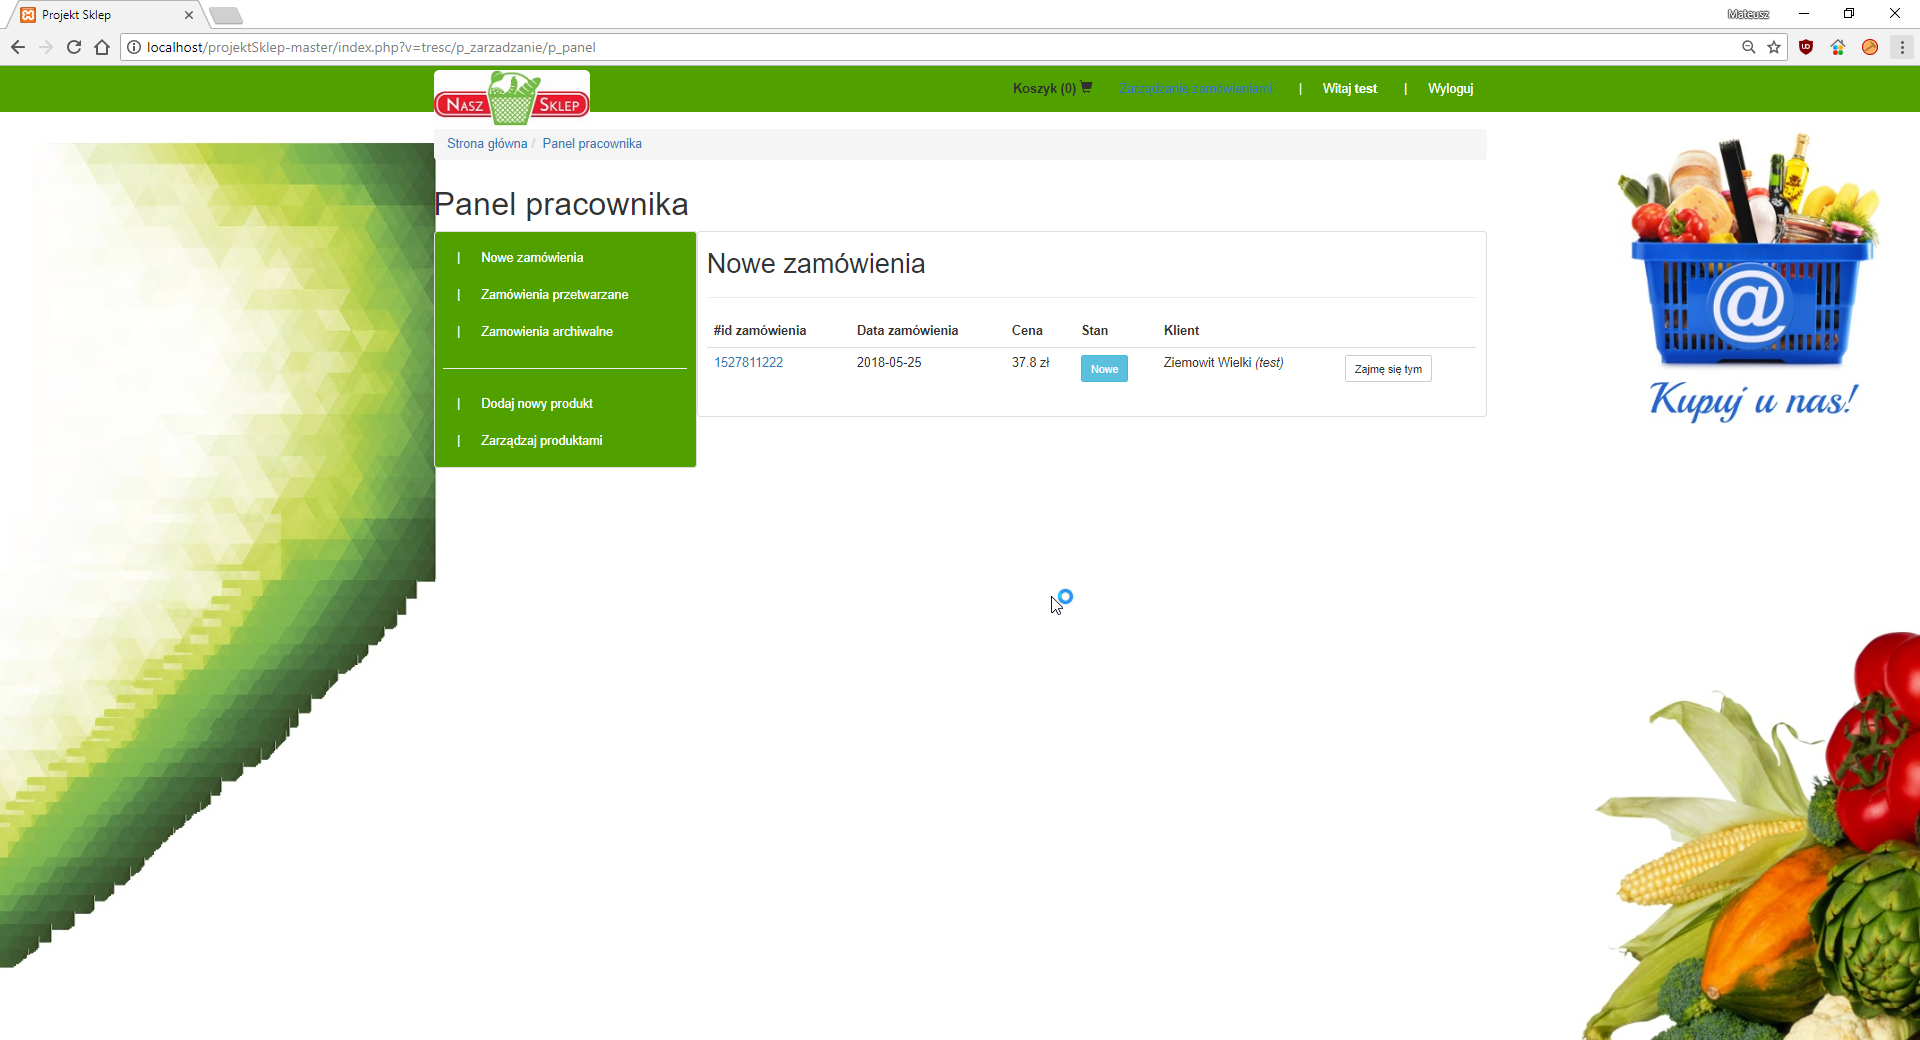 Projekt Sklep
Mateusz
localhost/projektSklep-master/index.php?v=tresc/p_zarzadzanie/p_panel
NASZ SKLEP
Koszyk (0)
Zarządzanie zamówieniami
|
Witaj test
|
Wyloguj
Strona główna / Panel pracownika
Panel pracownika
| Nowe zamówienia
| Zamówienia przetwarzane
| Zamowienia archiwalne
| Dodaj nowy produkt
| Zarządzaj produktami
Nowe zamówienia
#id zamówienia Data zamówienia Cena Stan Klient
1527811222 2018-05-25 37.8 zł Nowe Ziemowit Wielki (test) Zajmę się tym
@
Kupuj u nas!